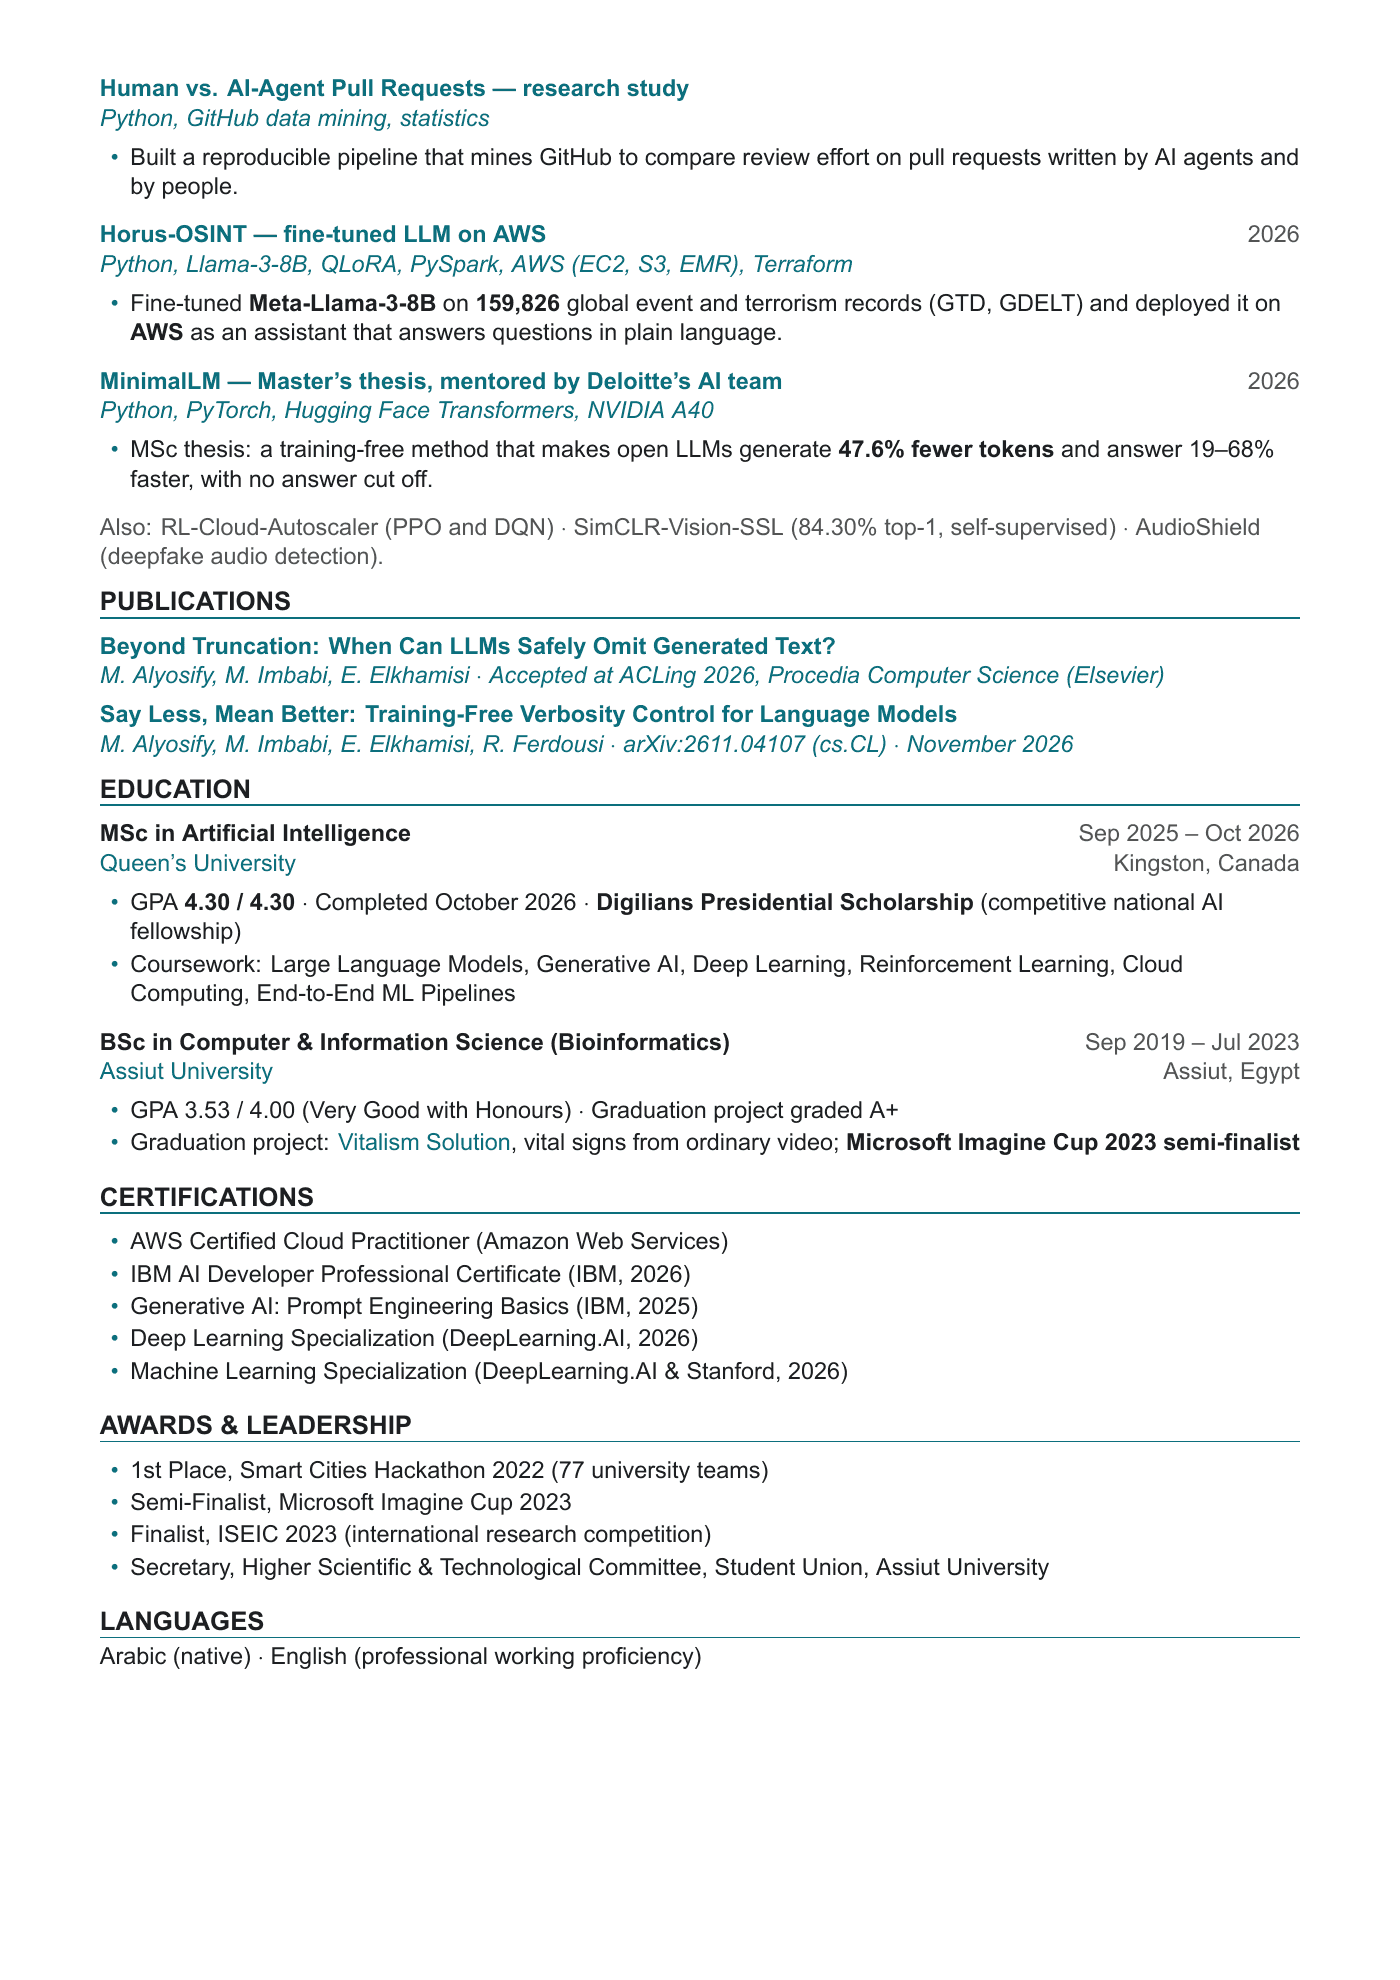 Human vs. AI-Agent Pull Requests — research study
Python, GitHub data mining, statistics
• Built a reproducible pipeline that mines GitHub to compare review effort on pull requests written by AI agents and
by people.
Horus-OSINT — fine-tuned LLM on AWS 2026
Python, Llama-3-8B, QLoRA, PySpark, AWS (EC2, S3, EMR), Terraform
• Fine-tuned Meta-Llama-3-8B on 159,826 global event and terrorism records (GTD, GDELT) and deployed it on
AWS as an assistant that answers questions in plain language.
MinimalLM — Master’s thesis, mentored by Deloitte’s AI team 2026
Python, PyTorch, Hugging Face Transformers, NVIDIA A40
• MSc thesis: a training-free method that makes open LLMs generate 47.6% fewer tokens and answer 19–68%
faster, with no answer cut off.
Also: RL-Cloud-Autoscaler (PPO and DQN) · SimCLR-Vision-SSL (84.30% top-1, self-supervised) · AudioShield
(deepfake audio detection).
PUBLICATIONS
Beyond Truncation: When Can LLMs Safely Omit Generated Text?
M. Alyosify, M. Imbabi, E. Elkhamisi · Accepted at ACLing 2026, Procedia Computer Science (Elsevier)
Say Less, Mean Better: Training-Free Verbosity Control for Language Models
M. Alyosify, M. Imbabi, E. Elkhamisi, R. Ferdousi · arXiv:2611.04107 (cs.CL) · November 2026
EDUCATION
MSc in Artificial Intelligence Sep 2025 – Oct 2026
Queen’s University Kingston, Canada
• GPA 4.30 / 4.30 · Completed October 2026 · Digilians Presidential Scholarship (competitive national AI
fellowship)
• Coursework: Large Language Models, Generative AI, Deep Learning, Reinforcement Learning, Cloud
Computing, End-to-End ML Pipelines
BSc in Computer & Information Science (Bioinformatics) Sep 2019 – Jul 2023
Assiut University Assiut, Egypt
• GPA 3.53 / 4.00 (Very Good with Honours) · Graduation project graded A+
• Graduation project: Vitalism Solution, vital signs from ordinary video; Microsoft Imagine Cup 2023 semi-finalist
CERTIFICATIONS
• AWS Certified Cloud Practitioner (Amazon Web Services)
• IBM AI Developer Professional Certificate (IBM, 2026)
• Generative AI: Prompt Engineering Basics (IBM, 2025)
• Deep Learning Specialization (DeepLearning.AI, 2026)
• Machine Learning Specialization (DeepLearning.AI & Stanford, 2026)
AWARDS & LEADERSHIP
• 1st Place, Smart Cities Hackathon 2022 (77 university teams)
• Semi-Finalist, Microsoft Imagine Cup 2023
• Finalist, ISEIC 2023 (international research competition)
• Secretary, Higher Scientific & Technological Committee, Student Union, Assiut University
LANGUAGES
Arabic (native) · English (professional working proficiency)